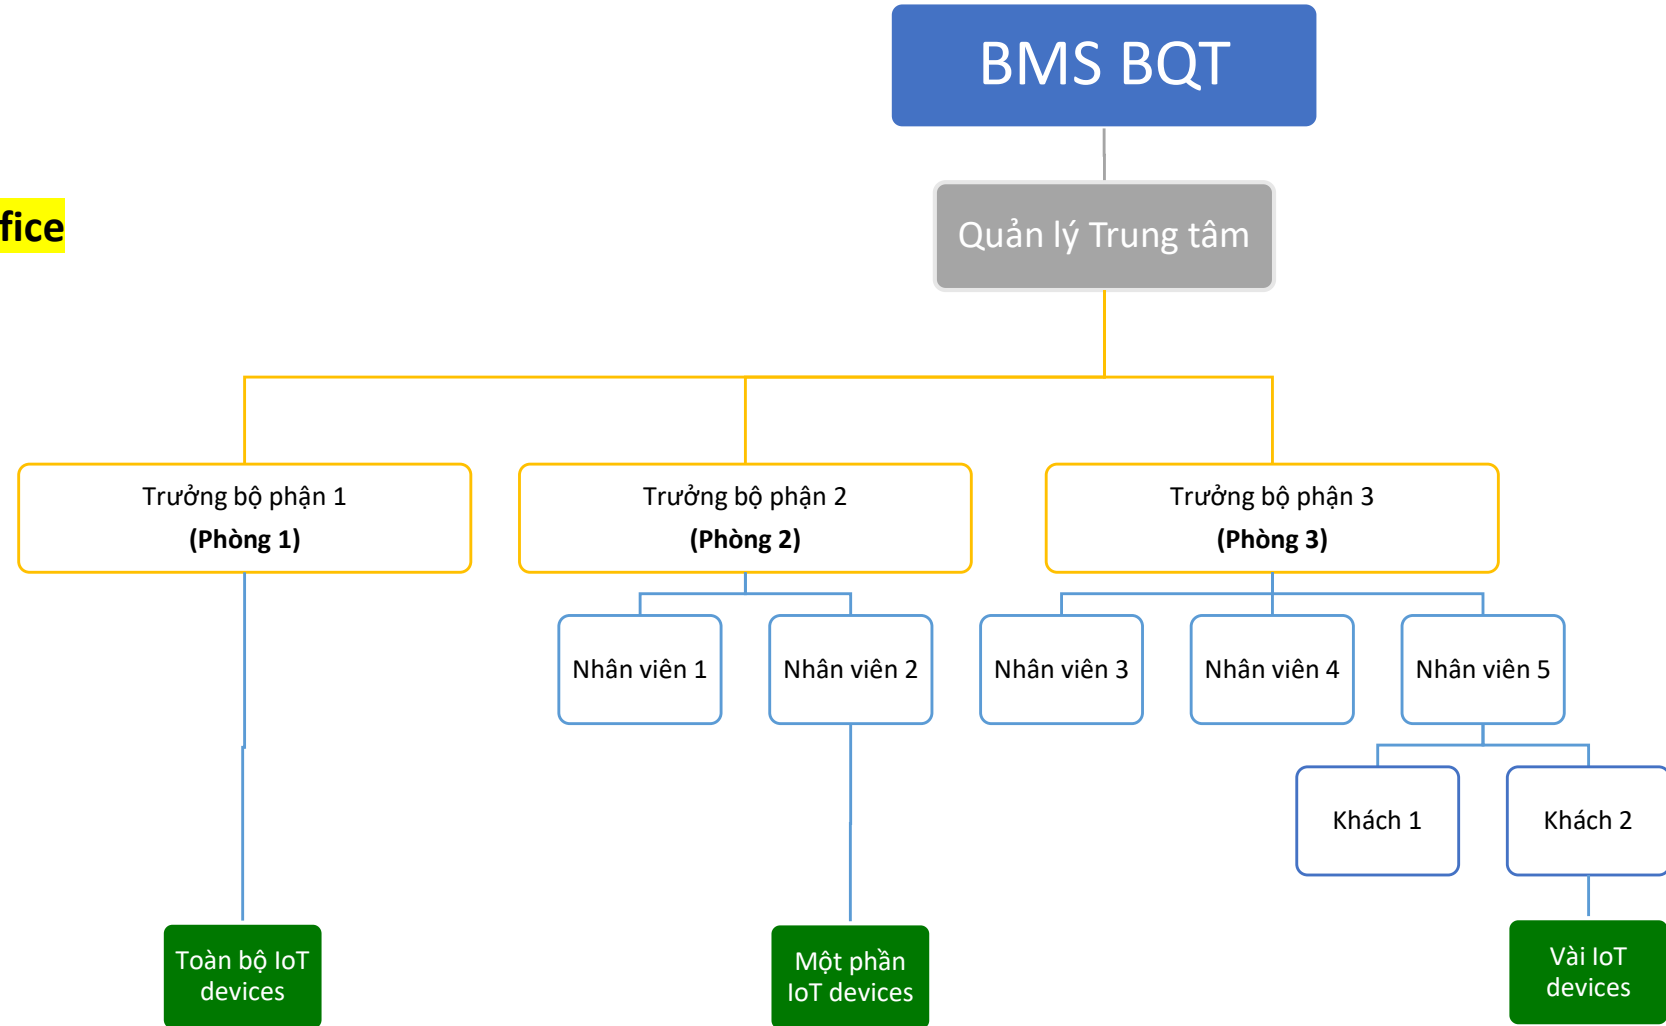 BMS BQT
fice
Quản lý Trung tâm
Trưởng bộ phận 1
(Phòng 1)
Trưởng bộ phận 2
(Phòng 2)
Trưởng bộ phận 3
(Phòng 3)
Nhân viên 1
Nhân viên 2
Nhân viên 3
Nhân viên 4
Nhân viên 5
Khách 1
Khách 2
Toàn bộ IoT
devices
Một phần
IoT devices
Vài IoT
devices